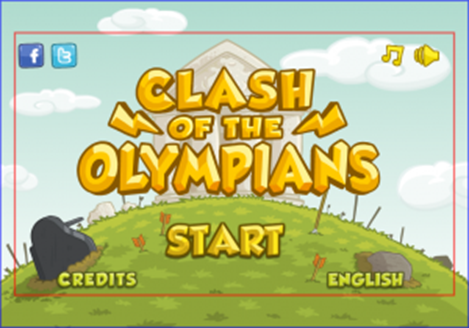 CLASH
OF THE
OLYMPIANS
START
CREDITS
ENGLISH